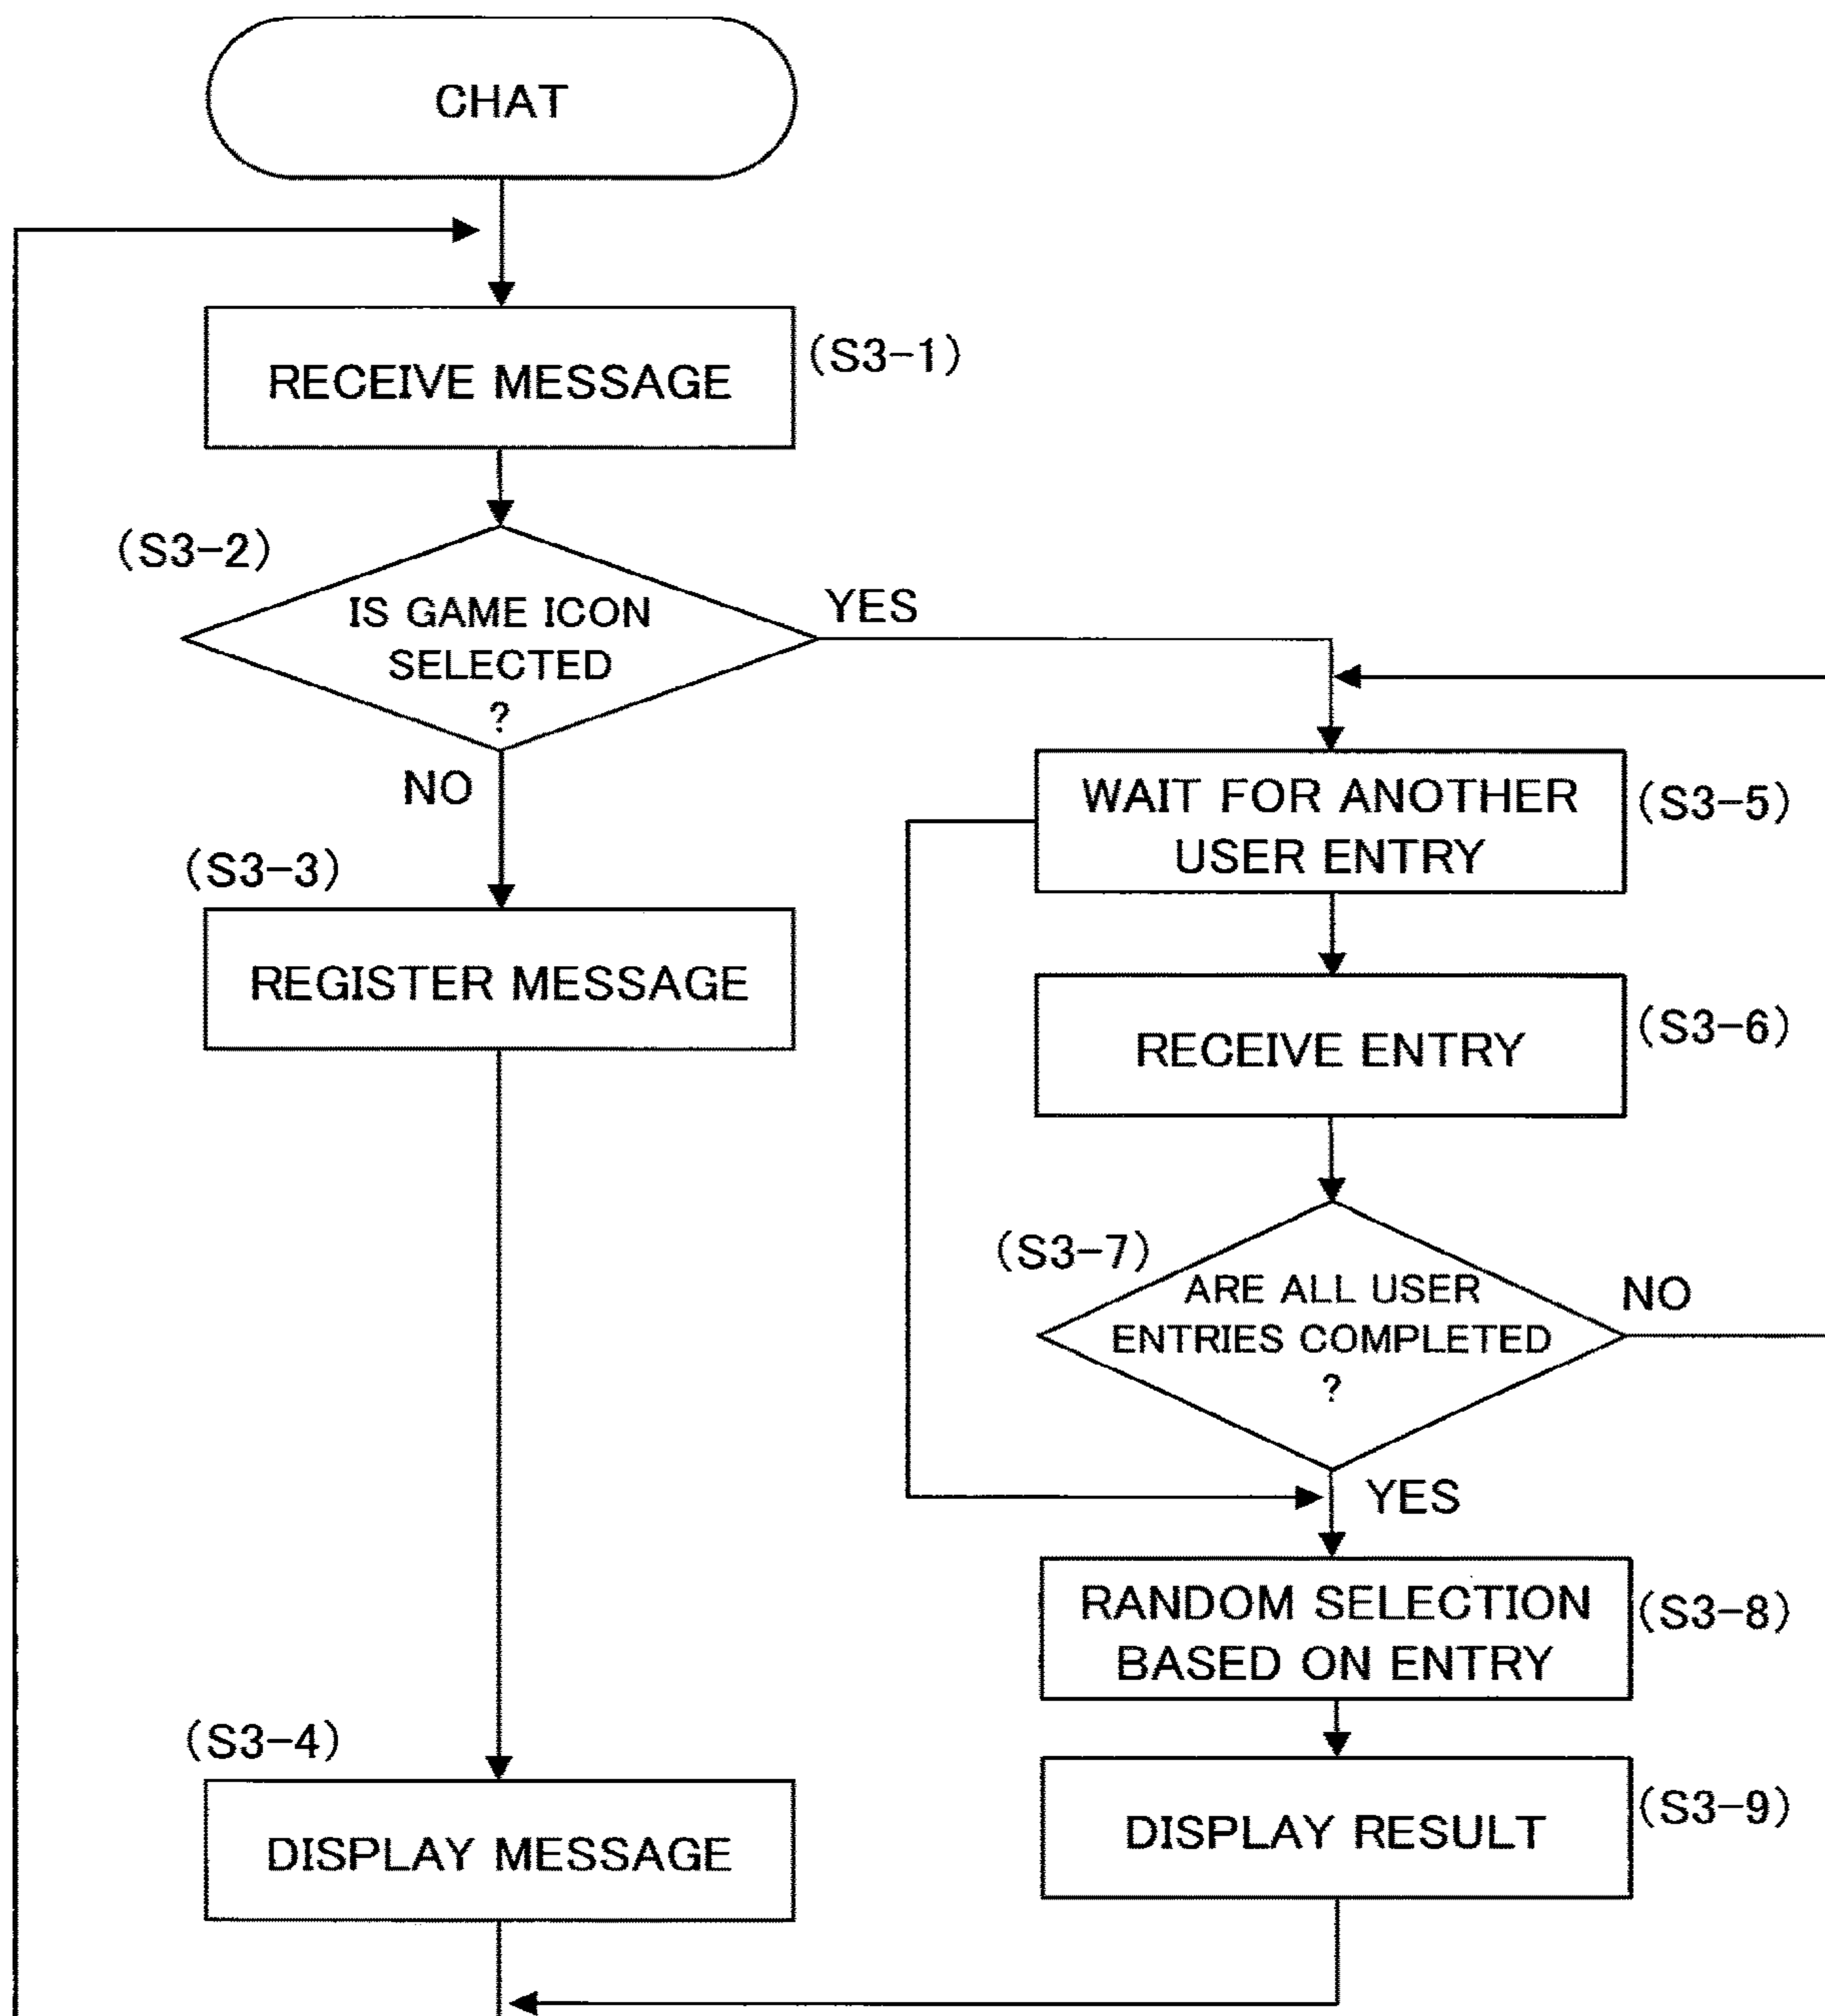 CHAT
RECEIVE MESSAGE
(S3-1)
(S3-2)
IS GAME ICON
SELECTED
?
YES
NO
(S3-3)
REGISTER MESSAGE
(S3-4)
DISPLAY MESSAGE
WAIT FOR ANOTHER
USER ENTRY
(S3-5)
RECEIVE ENTRY
(S3-6)
(S3-7)
ARE ALL USER
ENTRIES COMPLETED
?
NO
YES
RANDOM SELECTION
BASED ON ENTRY
(S3-8)
DISPLAY RESULT
(S3-9)